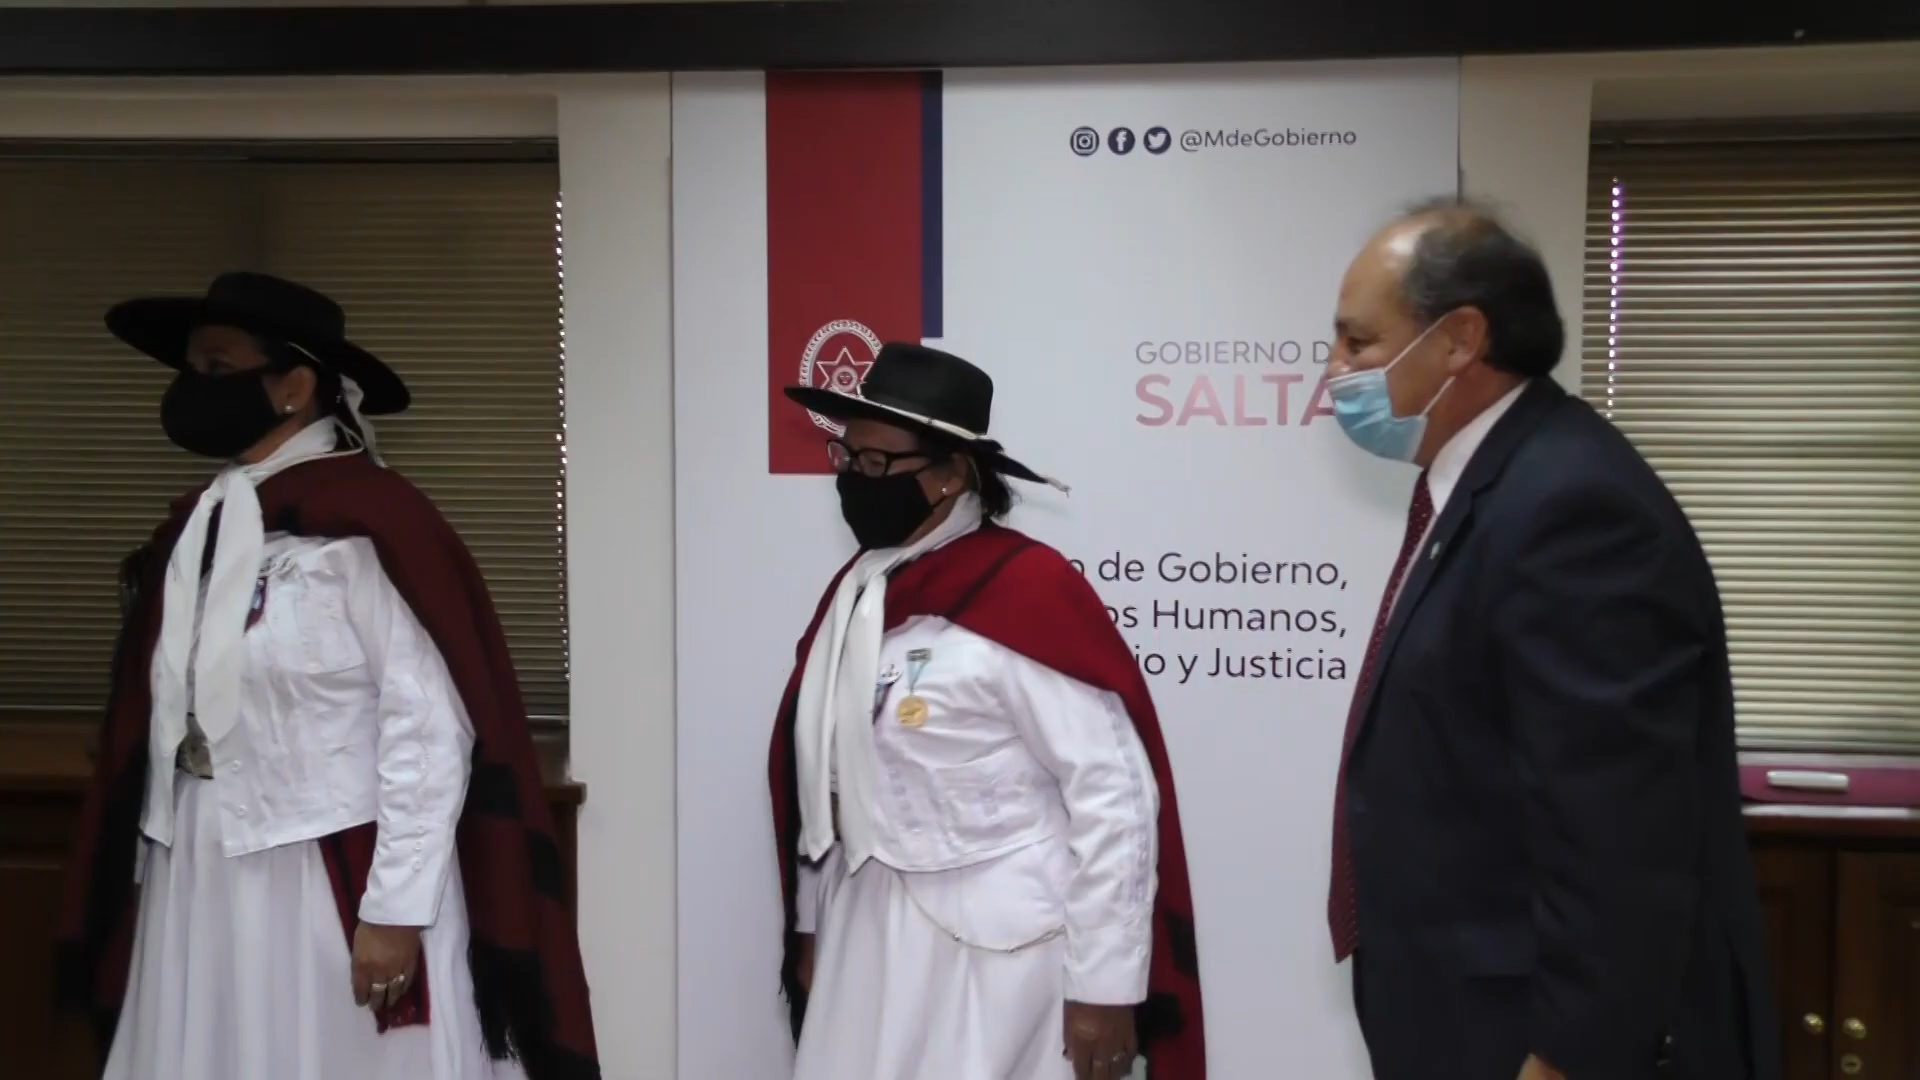 @MdeGobierno
GOBIERNO D
SALTA
de Gobierno,
os Humanos,
io y Justicia